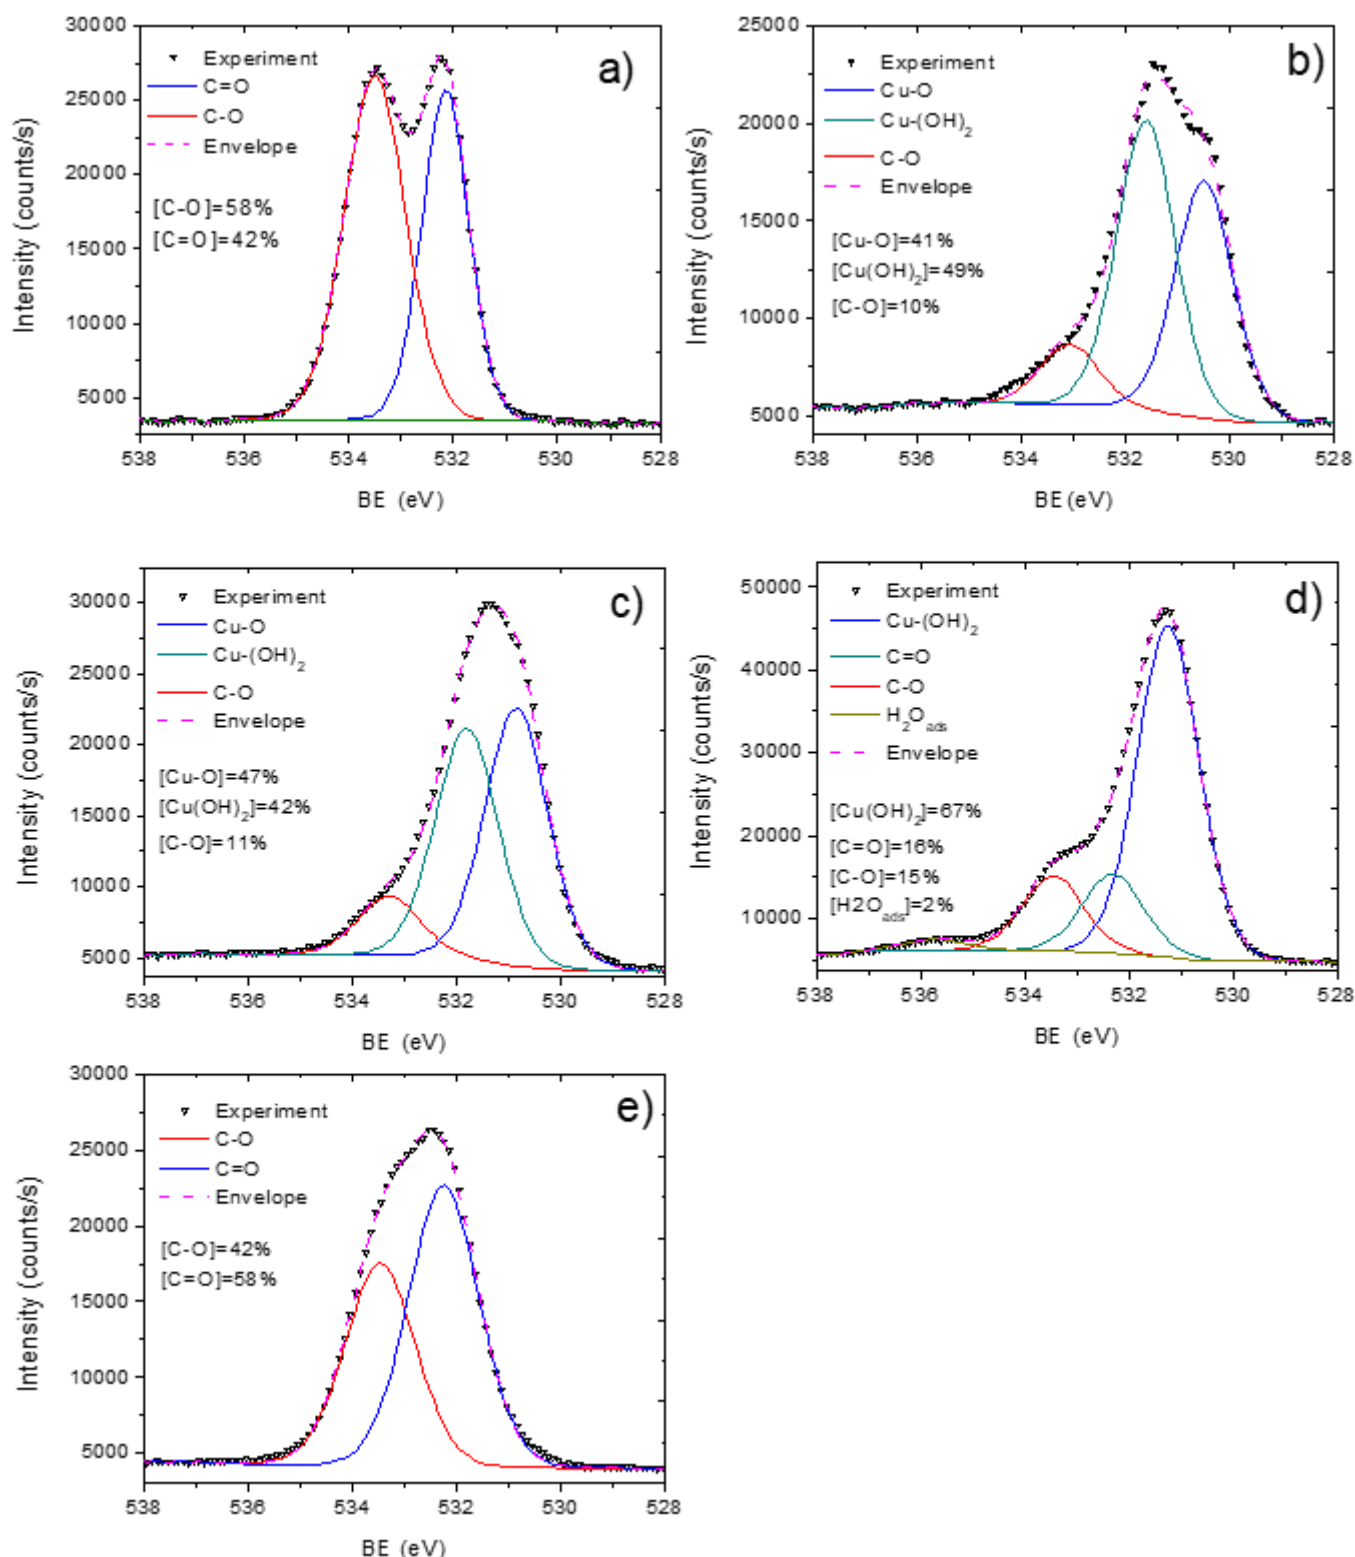 a)
Experiment
C=O
C-O
Envelope
[C-O]=58%
[C=O]=42%
30000
25000
20000
15000
10000
5000
538 536 534 532 530 528
Intensity (counts/s)
BE (eV)
b)
Experiment
Cu-O
Cu-(OH)2
C-O
Envelope
[Cu-O]=41%
[Cu(OH)2]=49%
[C-O]=10%
25000
20000
15000
10000
5000
538 536 534 532 530 528
Intensity (counts/s)
BE (eV)
c)
Experiment
Cu-O
Cu-(OH)2
C-O
Envelope
[Cu-O]=47%
[Cu(OH)2]=42%
[C-O]=11%
30000
25000
20000
15000
10000
5000
538 536 534 532 530 528
Intensity (counts/s)
BE (eV)
d)
Experiment
Cu-(OH)2
C=O
C-O
H2Oads
Envelope
[Cu(OH)2]=67%
[C=O]=16%
[C-O]=15%
[H2Oads]=2%
50000
40000
30000
20000
10000
538 536 534 532 530 528
Intensity (counts/s)
BE (eV)
e)
Experiment
C-O
C=O
Envelope
[C-O]=42%
[C=O]=58%
30000
25000
20000
15000
10000
5000
538 536 534 532 530 528
Intensity (counts/s)
BE (eV)